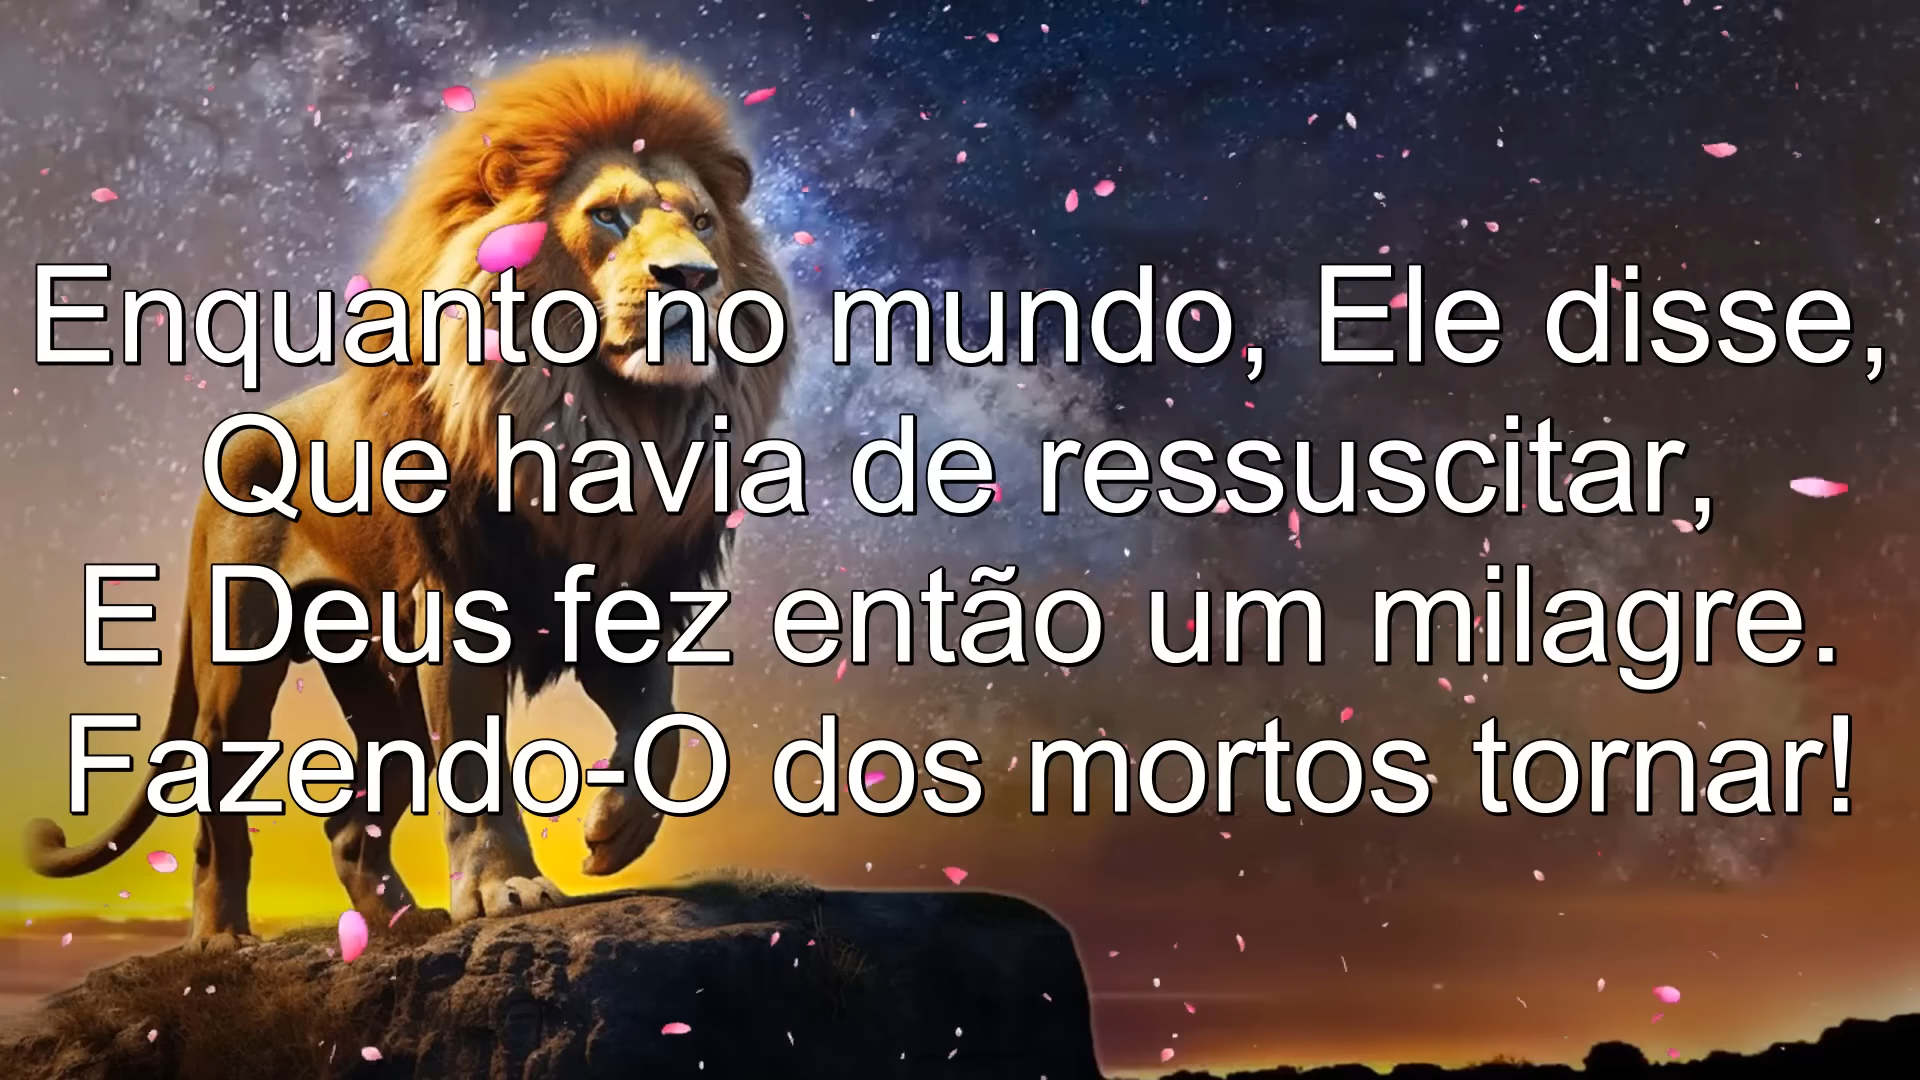 Enquanto no mundo, Ele disse,
Que havia de ressuscitar,
E Deus fez então um milagre.
Fazendo-O dos mortos tornar!